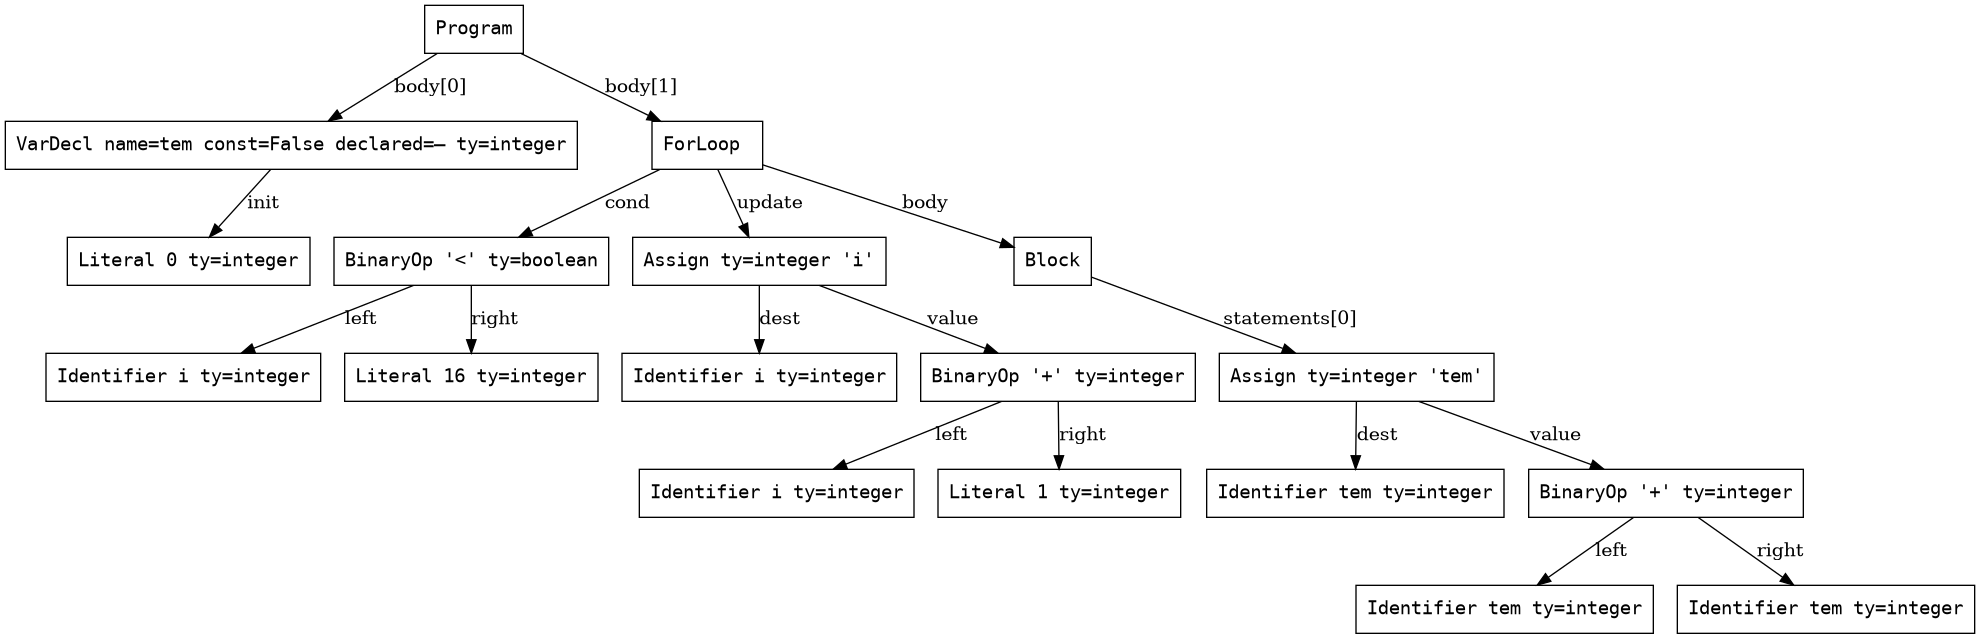 Program
body[0]
body[1]
VarDecl name=tem const=False declared=— ty=integer
ForLoop
init
cond
update
body
Literal 0 ty=integer
BinaryOp '<' ty=boolean
Assign ty=integer 'i'
Block
left
right
dest
value
statements[0]
Identifier i ty=integer
Literal 16 ty=integer
Identifier i ty=integer
BinaryOp '+' ty=integer
Assign ty=integer 'tem'
left
right
dest
value
Identifier i ty=integer
Literal 1 ty=integer
Identifier tem ty=integer
BinaryOp '+' ty=integer
left
right
Identifier tem ty=integer
Identifier tem ty=integer